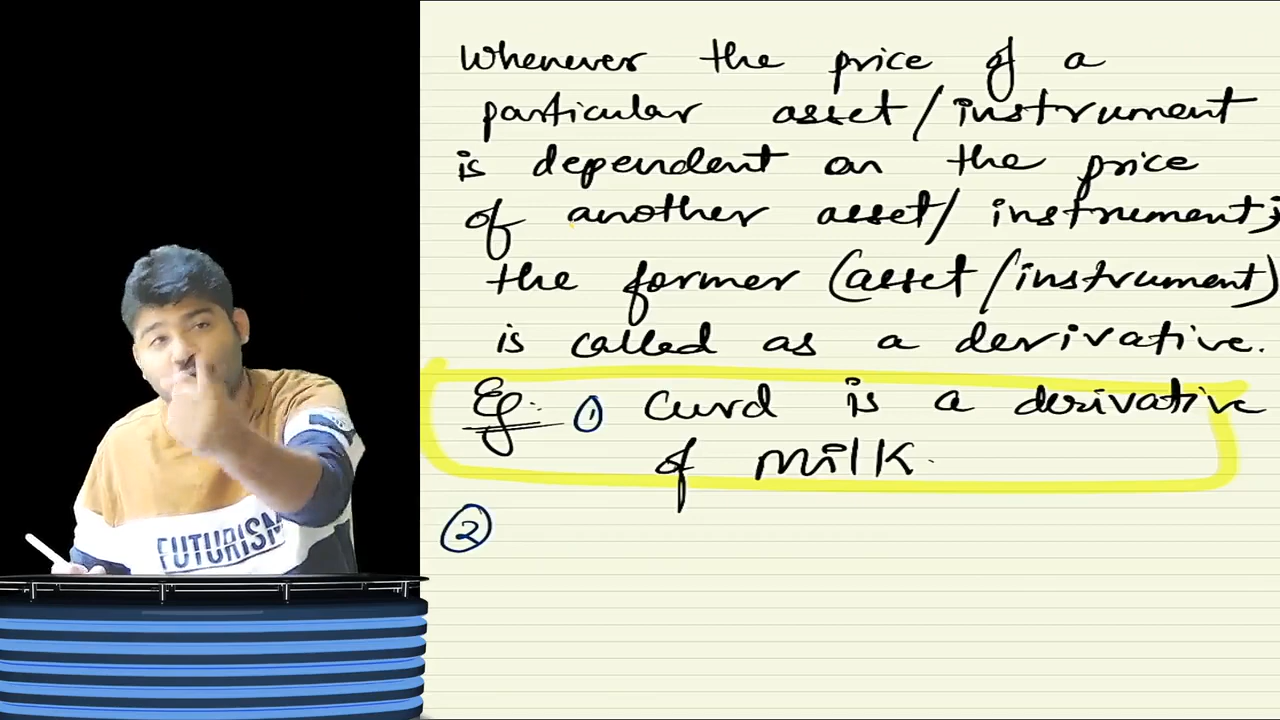 Whenever the price of a
particular asset/instrument
is dependent on the price
of another asset/instrument;
the former (asset/instrument)
is called as a derivative.
Eg:- ① Curd is a derivative
of Milk.
②
FUTURISM